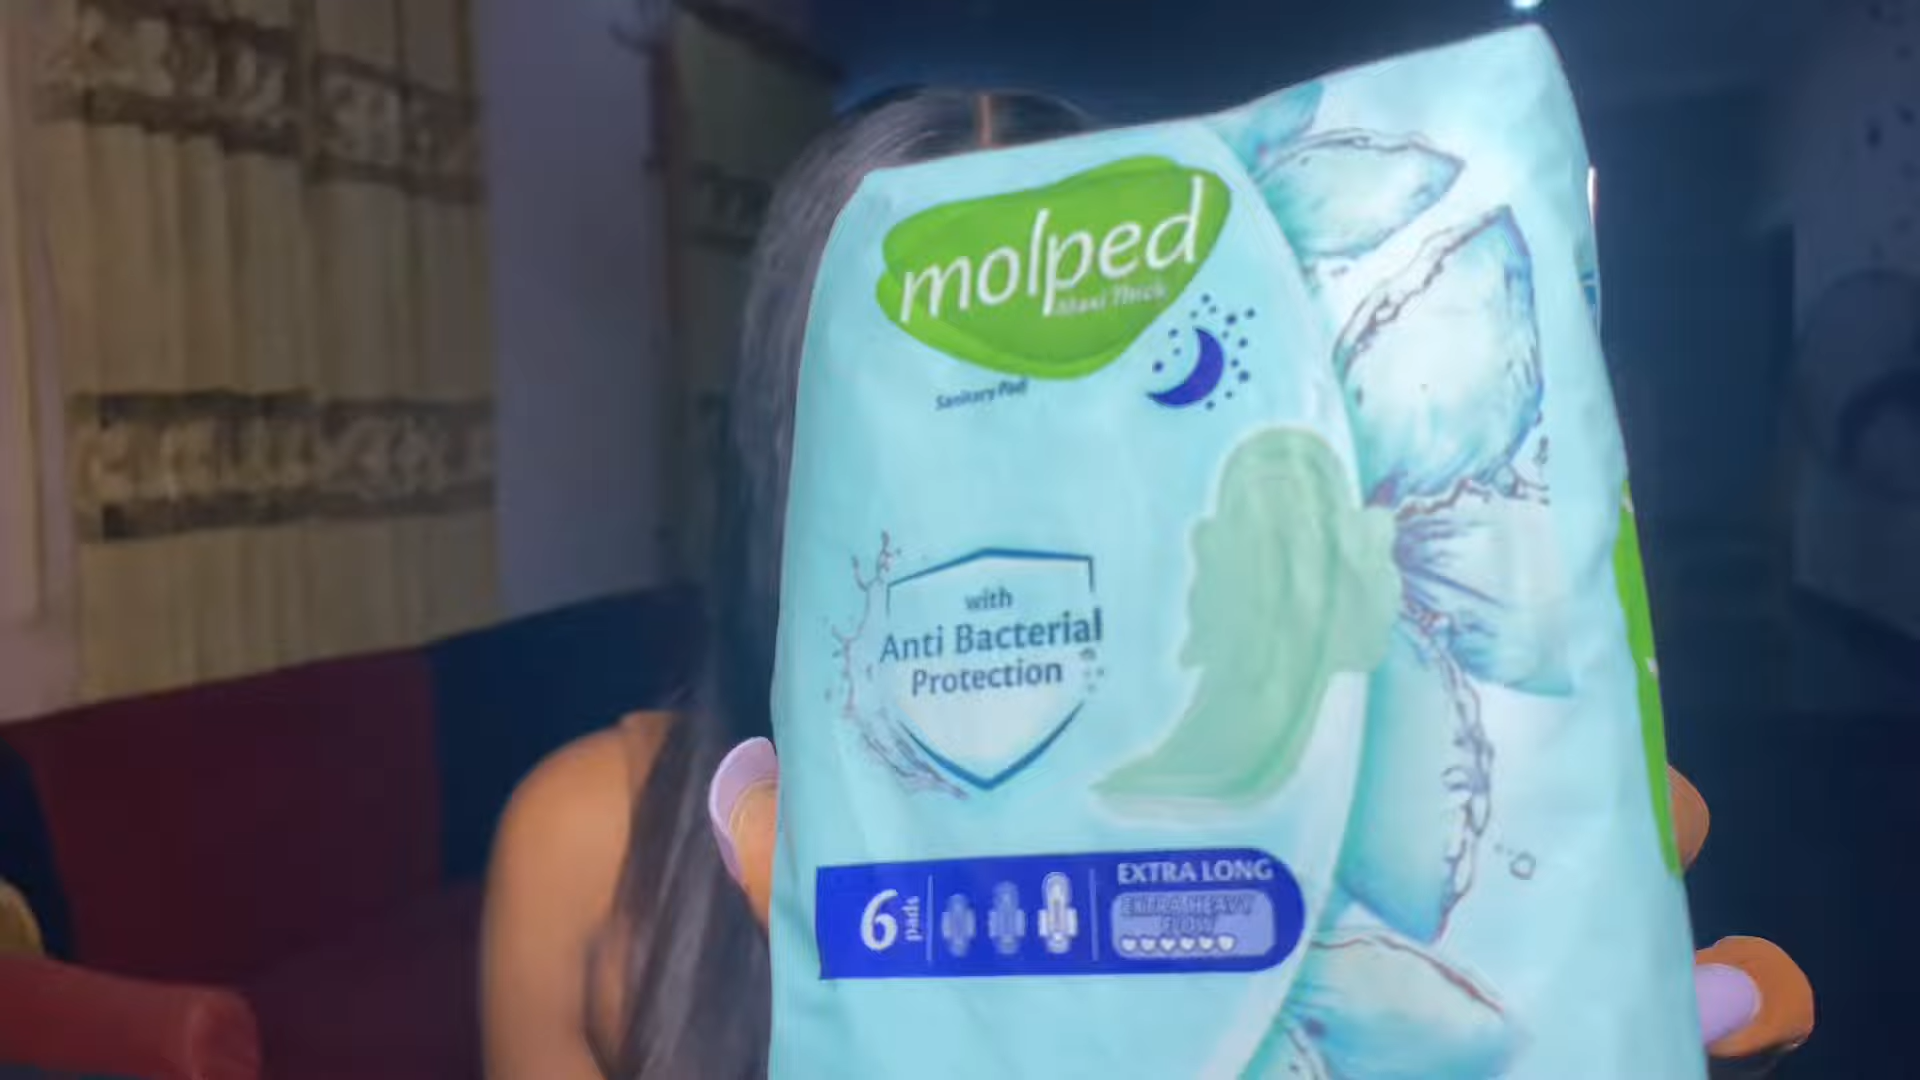 molped
Maxi Thick
Sanitary Pad
with
Anti Bacterial
Protection
6 pads
EXTRA LONG
EXTRA HEAVY
FLOW